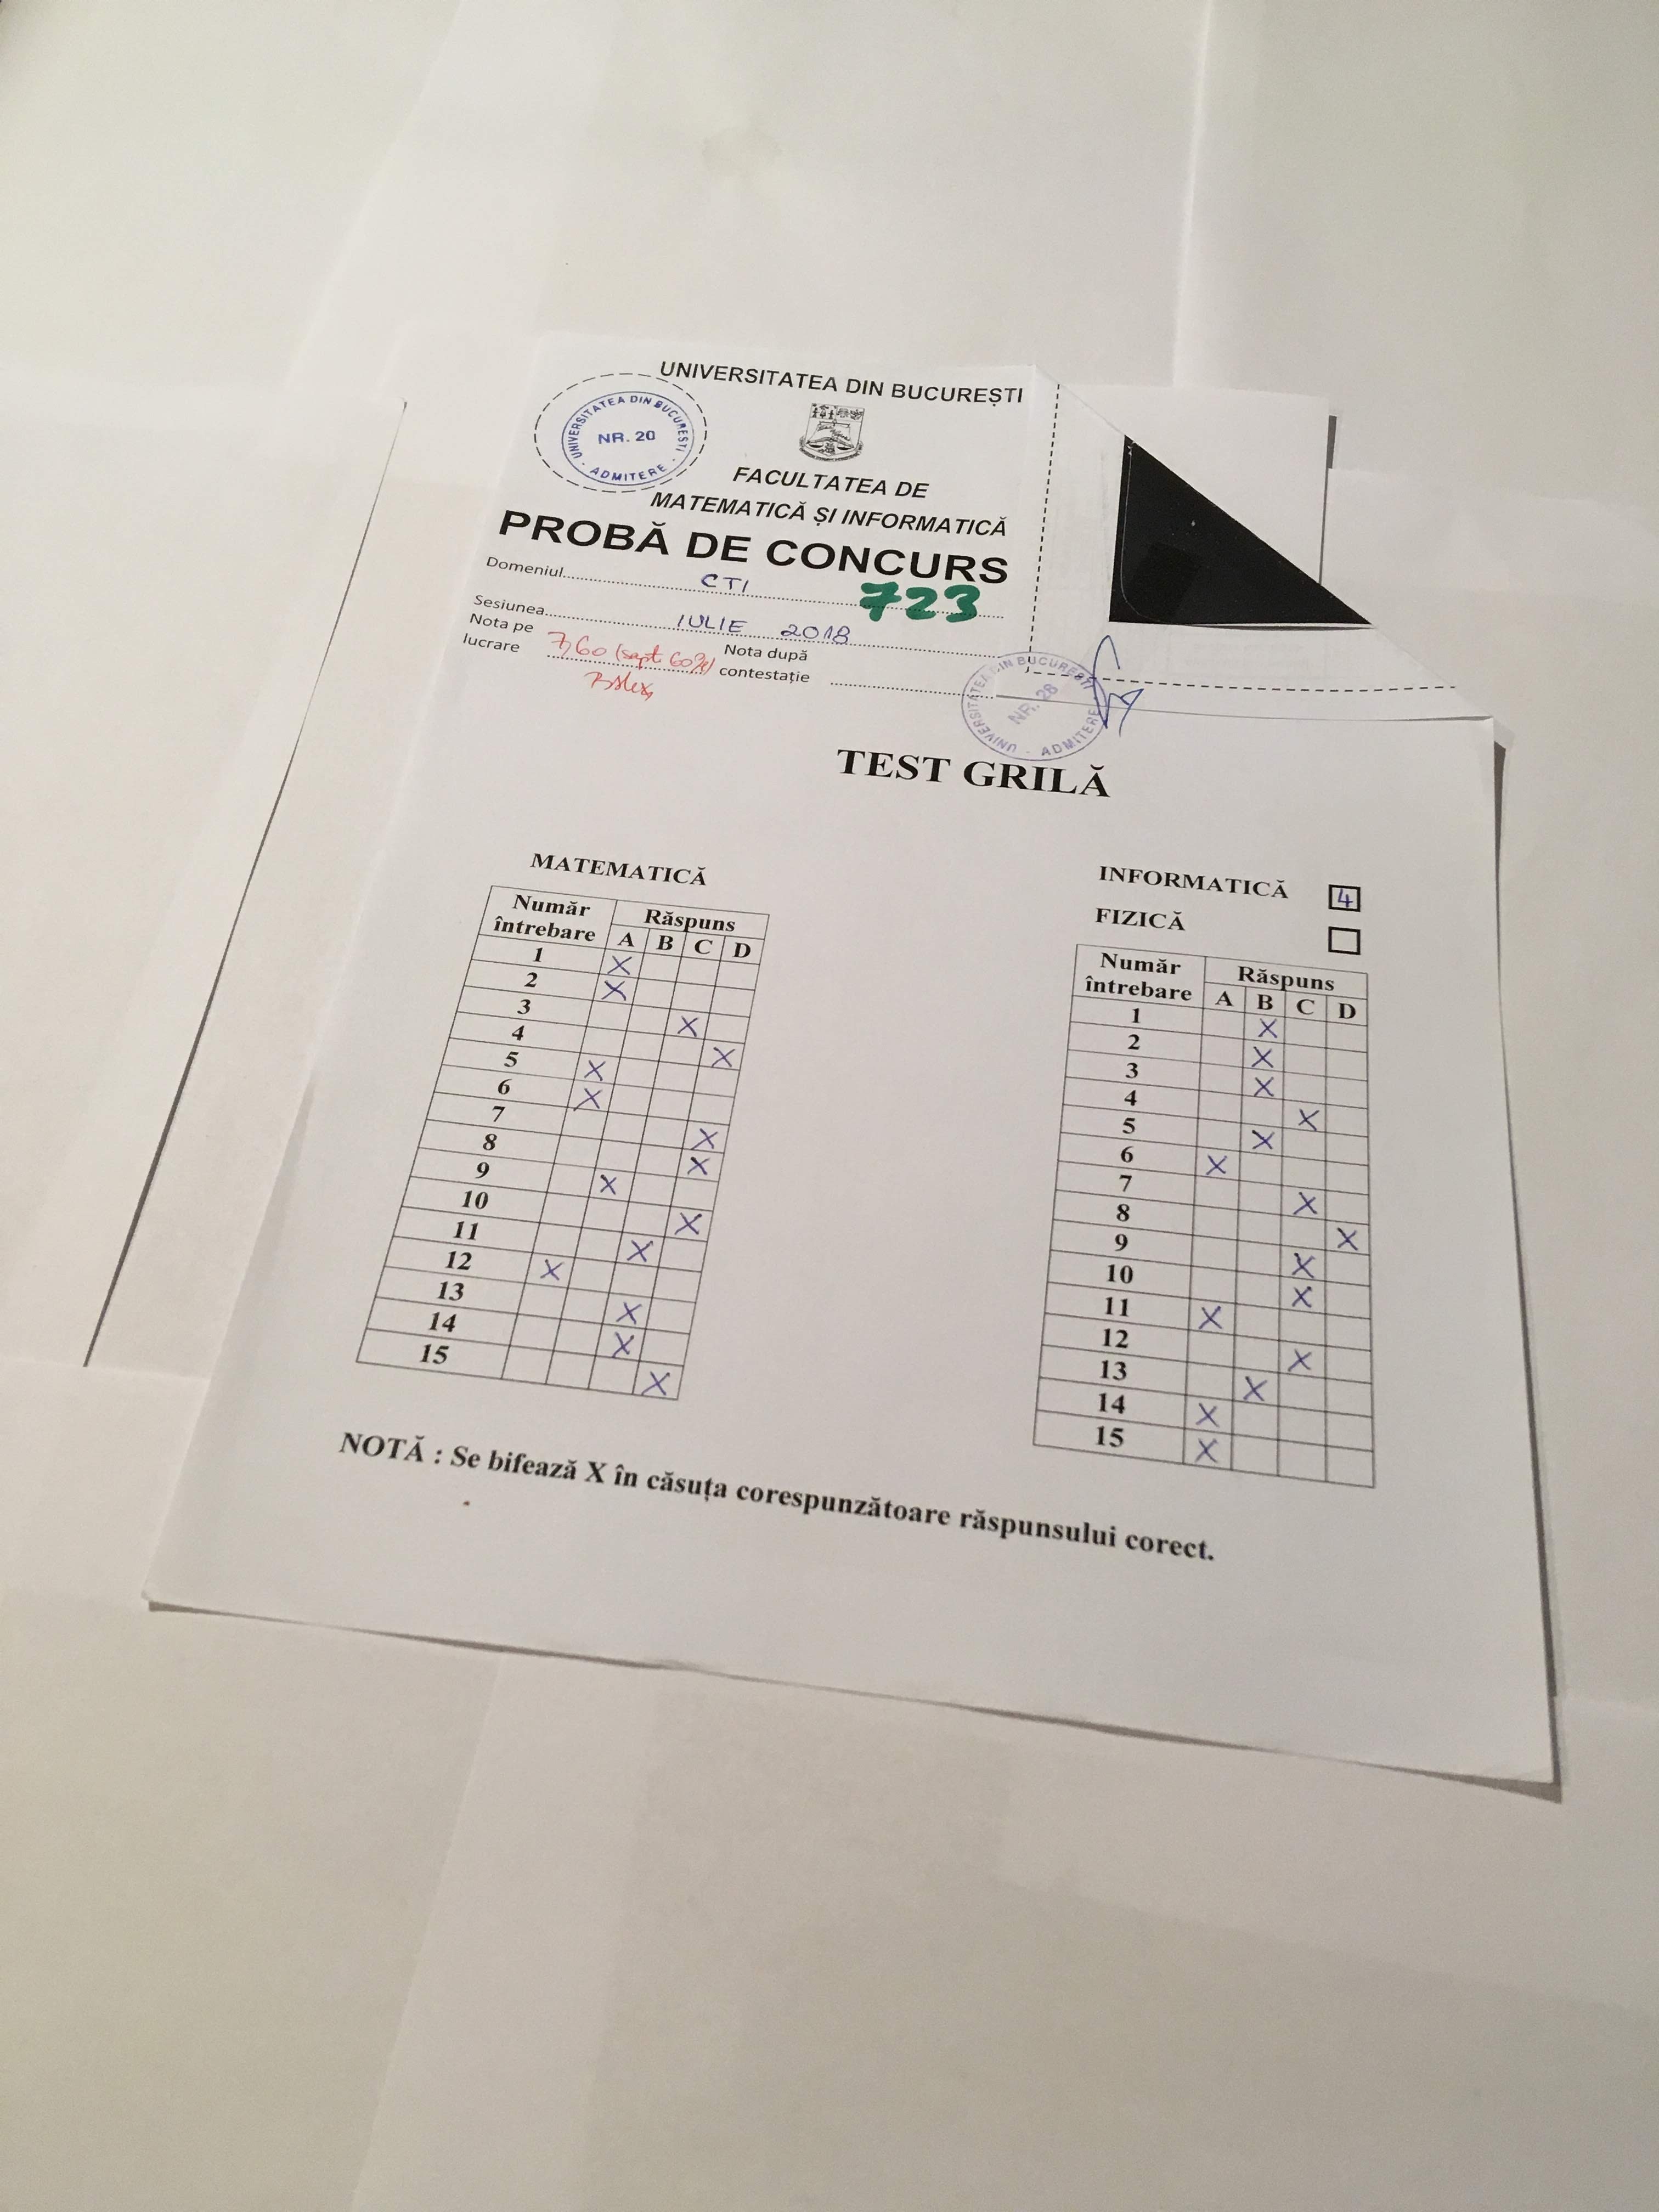 UNIVERSITATEA DIN BUCUREȘTI
UNIVERSITATEA DIN BUCUREȘTI
NR. 20
- ADMITERE -
FACULTATEA DE
MATEMATICĂ ȘI INFORMATICĂ
PROBĂ DE CONCURS
Domeniul CTI 723
Sesiunea IULIE 2018
Nota pe lucrare 7,60 (sapt 60%)
Nota după contestație
UNIVERSITATEA DIN BUCUREȘTI
NR. 28
- ADMITERE
TEST GRILĂ
MATEMATICĂ
Număr întrebare Răspuns
A B C D
1 X
2 X
3 X
4 X
5 X
6 X
7 X
8 X
9 X
10 X
11 X
12 X
13 X
14 X
15 X
INFORMATICĂ 4
FIZICĂ
Număr întrebare Răspuns
A B C D
1 X
2 X
3 X
4 X
5 X
6 X
7 X
8 X
9 X
10 X
11 X
12 X
13 X
14 X
15 X
NOTĂ : Se bifează X în căsuța corespunzătoare răspunsului corect.